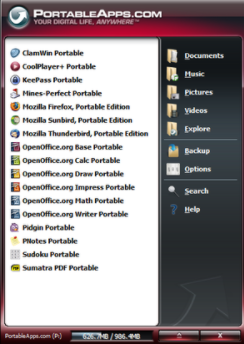 PORTABLEAPPS.COM
YOUR DIGITAL LIFE, ANYWHERE™
ClamWin Portable
CoolPlayer+ Portable
KeePass Portable
Mines-Perfect Portable
Mozilla Firefox, Portable Edition
Mozilla Sunbird, Portable Edition
Mozilla Thunderbird, Portable Edition
OpenOffice.org Base Portable
OpenOffice.org Calc Portable
OpenOffice.org Draw Portable
OpenOffice.org Impress Portable
OpenOffice.org Math Portable
OpenOffice.org Writer Portable
Pidgin Portable
PNotes Portable
Sudoku Portable
Sumatra PDF Portable
Documents
Music
Pictures
Videos
Explore
Backup
Options
Search
Help
PortableApps.com (P:)
626.7MB / 986.4MB
X